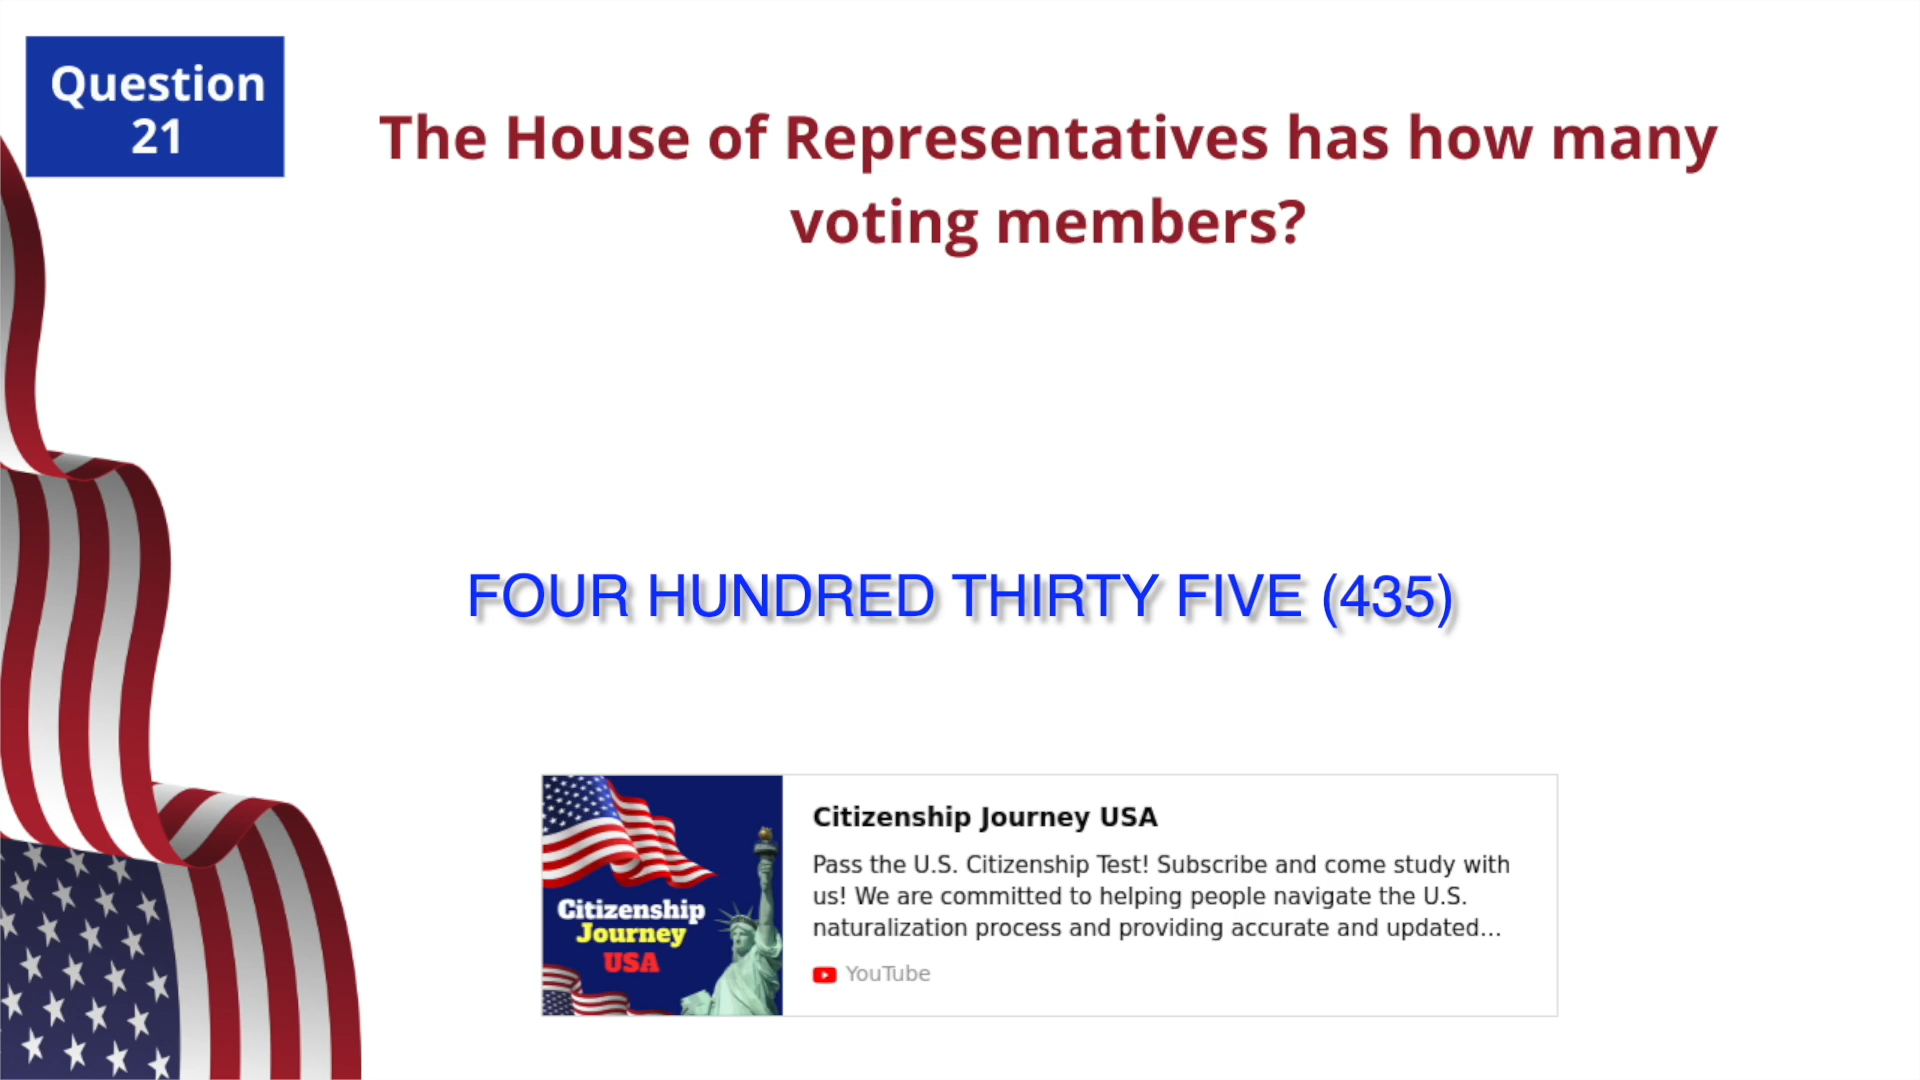 Question
21
The House of Representatives has how many
voting members?
FOUR HUNDRED THIRTY FIVE (435)
Citizenship
Journey
USA
Citizenship Journey USA
Pass the U.S. Citizenship Test! Subscribe and come study with
us! We are committed to helping people navigate the U.S.
naturalization process and providing accurate and updated...
YouTube